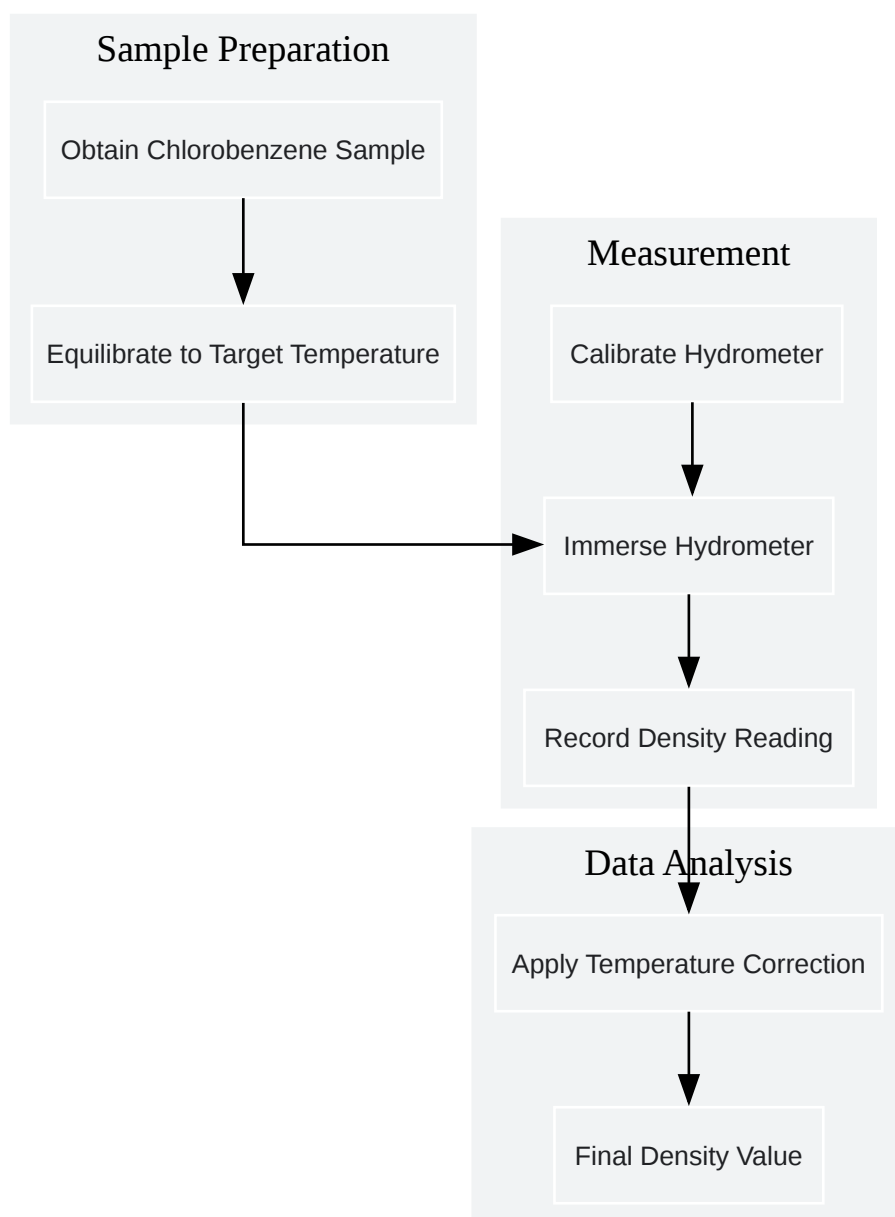 Sample Preparation
Obtain Chlorobenzene Sample
Equilibrate to Target Temperature
Measurement
Calibrate Hydrometer
Immerse Hydrometer
Record Density Reading
Data Analysis
Apply Temperature Correction
Final Density Value